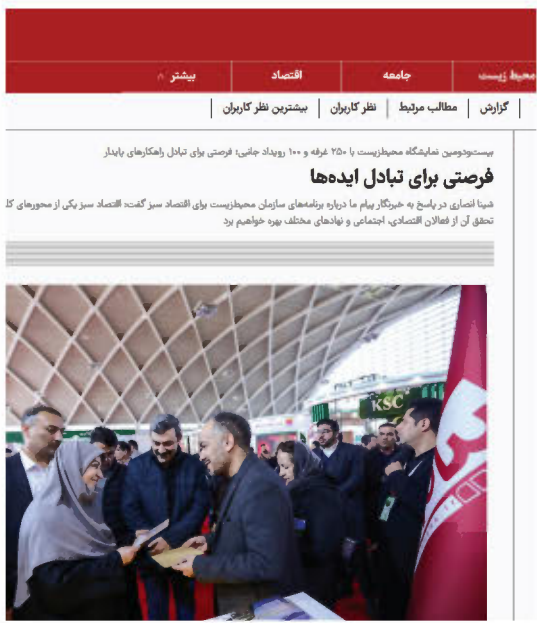 محیط زیست جامعه اقتصاد بیشتر
گزارش مطالب مرتبط نظر کاربران بیشترین نظر کاربران
بیست‌ودومین نمایشگاه محیط‌زیست با ۲۵۰ غرفه و ۱۰۰ رویداد جانبی؛ فرصتی برای تبادل راهکارهای پایدار
فرصتی برای تبادل ایده‌ها
شینا انصاری در پاسخ به خبرنگار پیام ما درباره برنامه‌های سازمان محیط‌زیست برای اقتصاد سبز گفت: اقتصاد سبز یکی از محورهای
تحقق آن از فعالان اقتصادی، اجتماعی و نهادهای مختلف بهره خواهیم برد
KSC